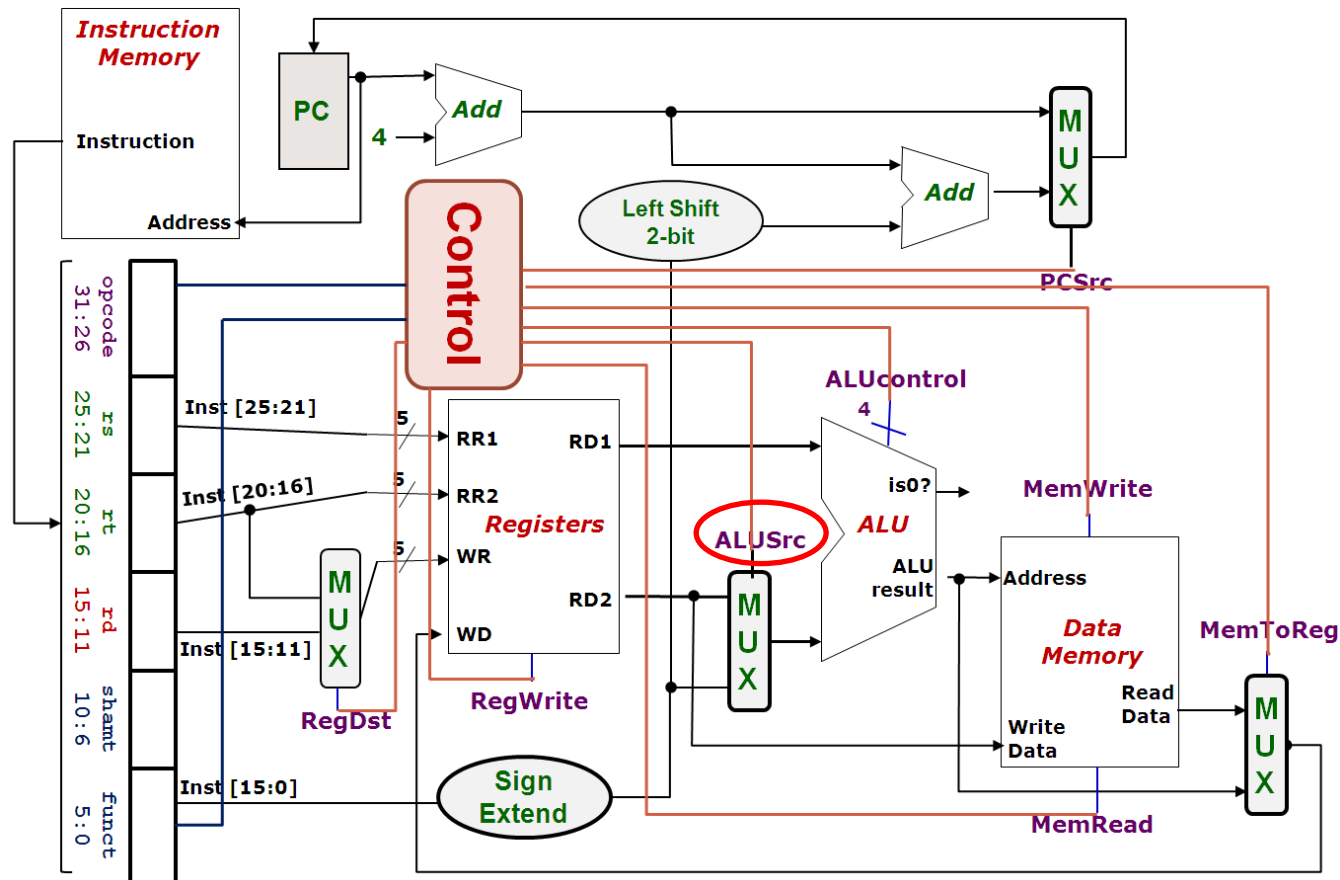 Instruction
Memory
Instruction
Address
PC
4
Add
Add
MUX
Left Shift
2-bit
Control
PCSrc
opcode
31:26
rs
25:21
rt
20:16
rd
15:11
shamt
10:6
funct
5:0
Inst [25:21]
5
Inst [20:16]
5
5
Inst [15:11]
Inst [15:0]
MUX
RegDst
RR1
RR2
WR
WD
Registers
RD1
RD2
RegWrite
Sign
Extend
ALUSrc
MUX
ALUcontrol
4
is0?
ALU
ALU
result
MemWrite
Address
Data
Memory
Read
Data
Write
Data
MemRead
MemToReg
MUX